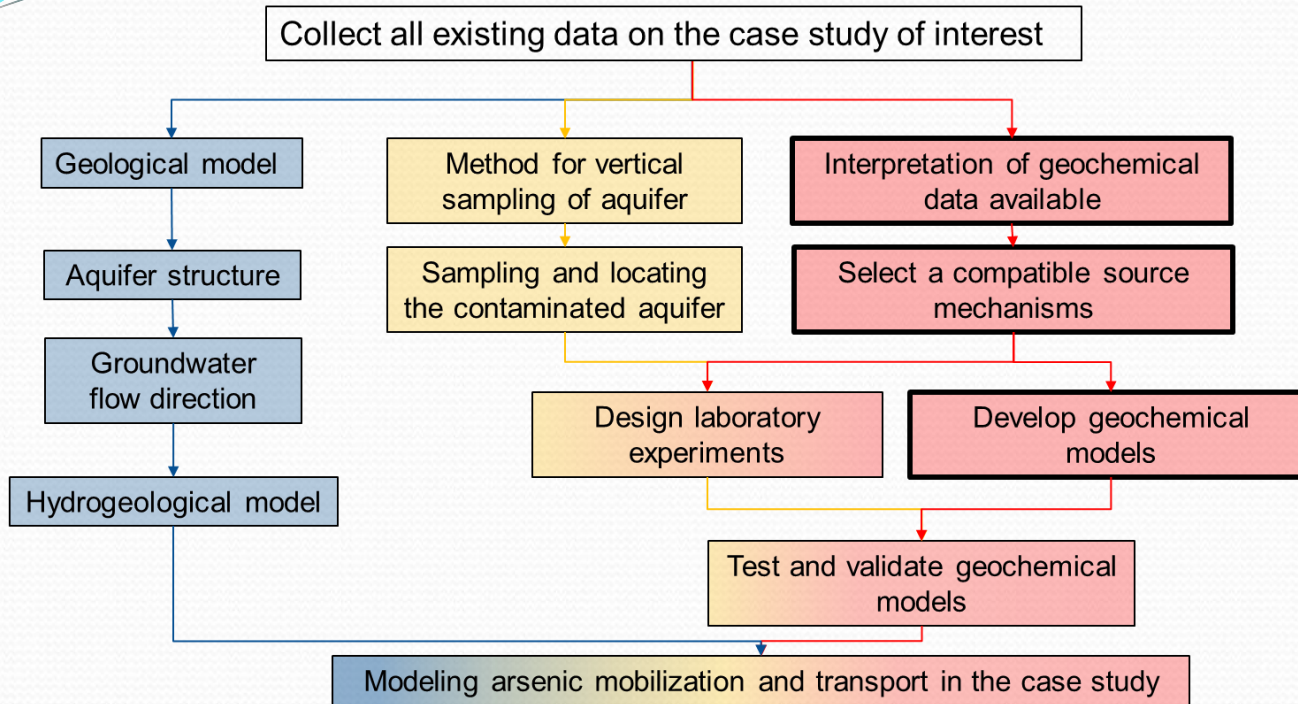 Collect all existing data on the case study of interest
Geological model
Method for vertical
sampling of aquifer
Interpretation of geochemical
data available
Aquifer structure
Sampling and locating
the contaminated aquifer
Select a compatible source
mechanisms
Groundwater
flow direction
Design laboratory
experiments
Develop geochemical
models
Hydrogeological model
Test and validate geochemical
models
Modeling arsenic mobilization and transport in the case study